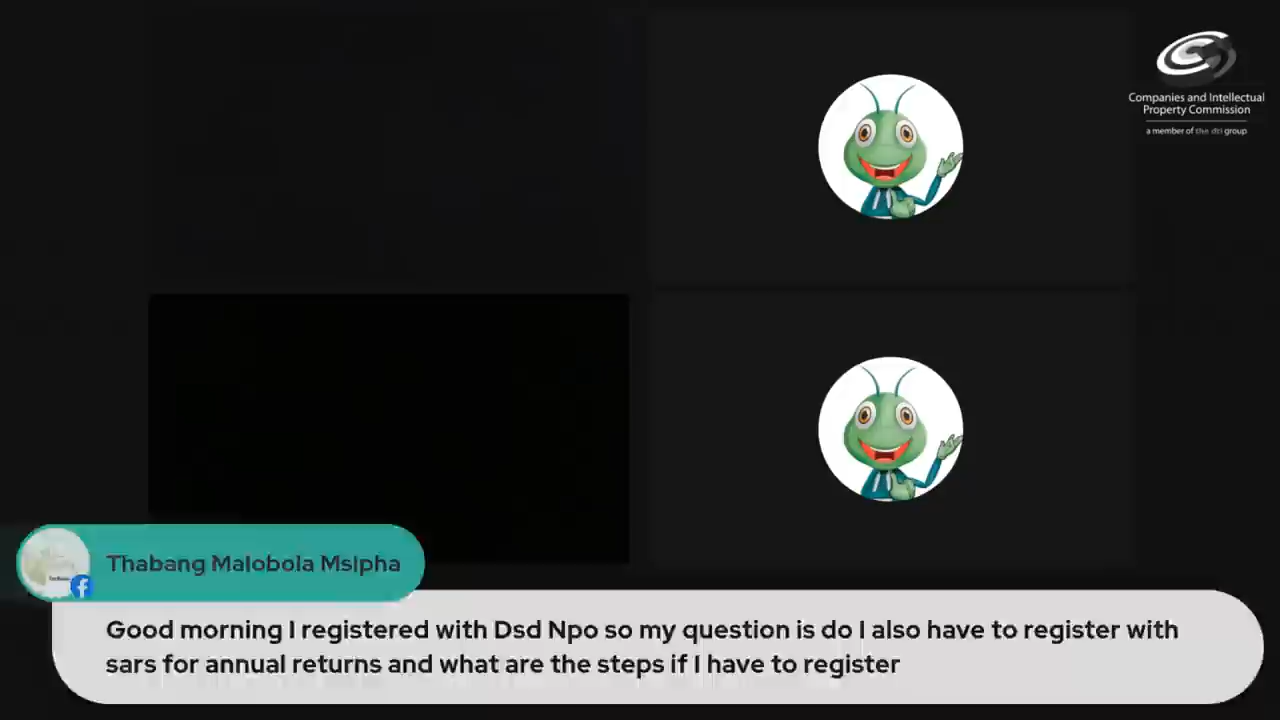 Companies and Intellectual
Property Commission
a member of the dti group
Thabang Malobola Mslpha
Good morning I registered with Dsd Npo so my question is do I also have to register with
sars for annual returns and what are the steps if I have to register